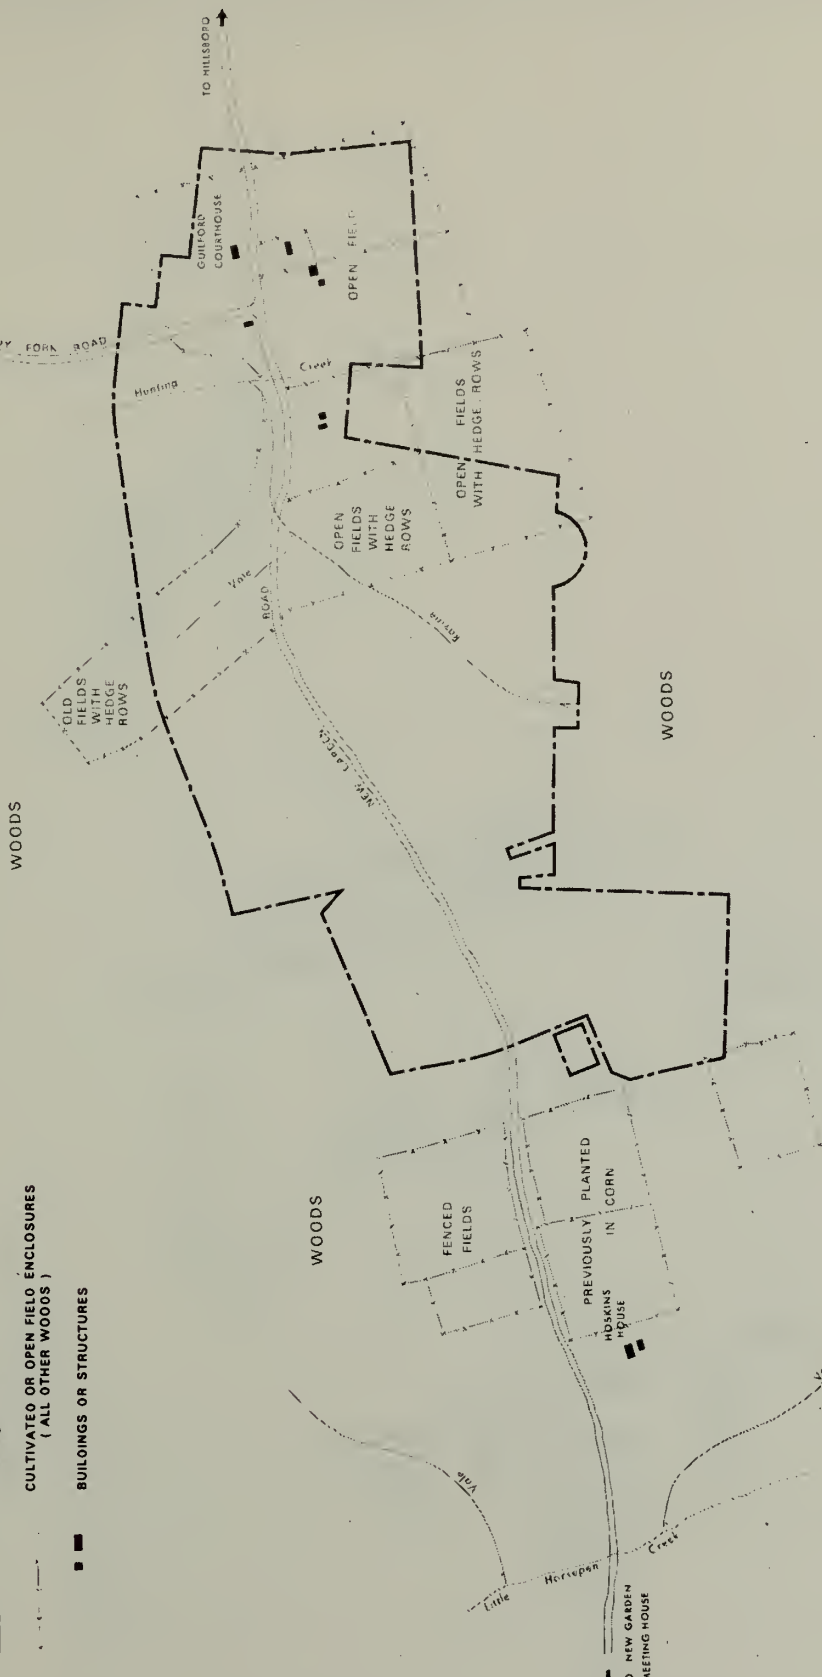 TO HILLSBORO
GUILFORD
COURTHOUSE
OPEN FIELD
FORK ROAD
Hunting
Creek
OPEN FIELDS
WITH HEDGE ROWS
OPEN
FIELDS
WITH
HEDGE
ROWS
Vale
ROAD
Ravine
OLD
FIELDS
WITH
HEDGE
ROWS
NEW GARDEN
WOODS
WOODS
WOODS
FENCED
FIELDS
PREVIOUSLY PLANTED
IN CORN
HOSKINS
HOUSE
CULTIVATED OR OPEN FIELD ENCLOSURES
( ALL OTHER WOODS )
BUILDINGS OR STRUCTURES
Vale
Little
Horsepen
Creek
NEW GARDEN
MEETING HOUSE